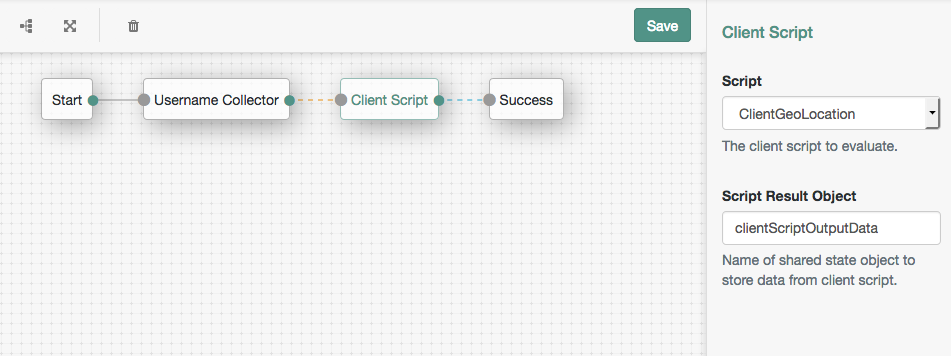 Save
Start
Username Collector
Client Script
Success
Client Script
Script
ClientGeoLocation
The client script to evaluate.
Script Result Object
clientScriptOutputData
Name of shared state object to
store data from client script.